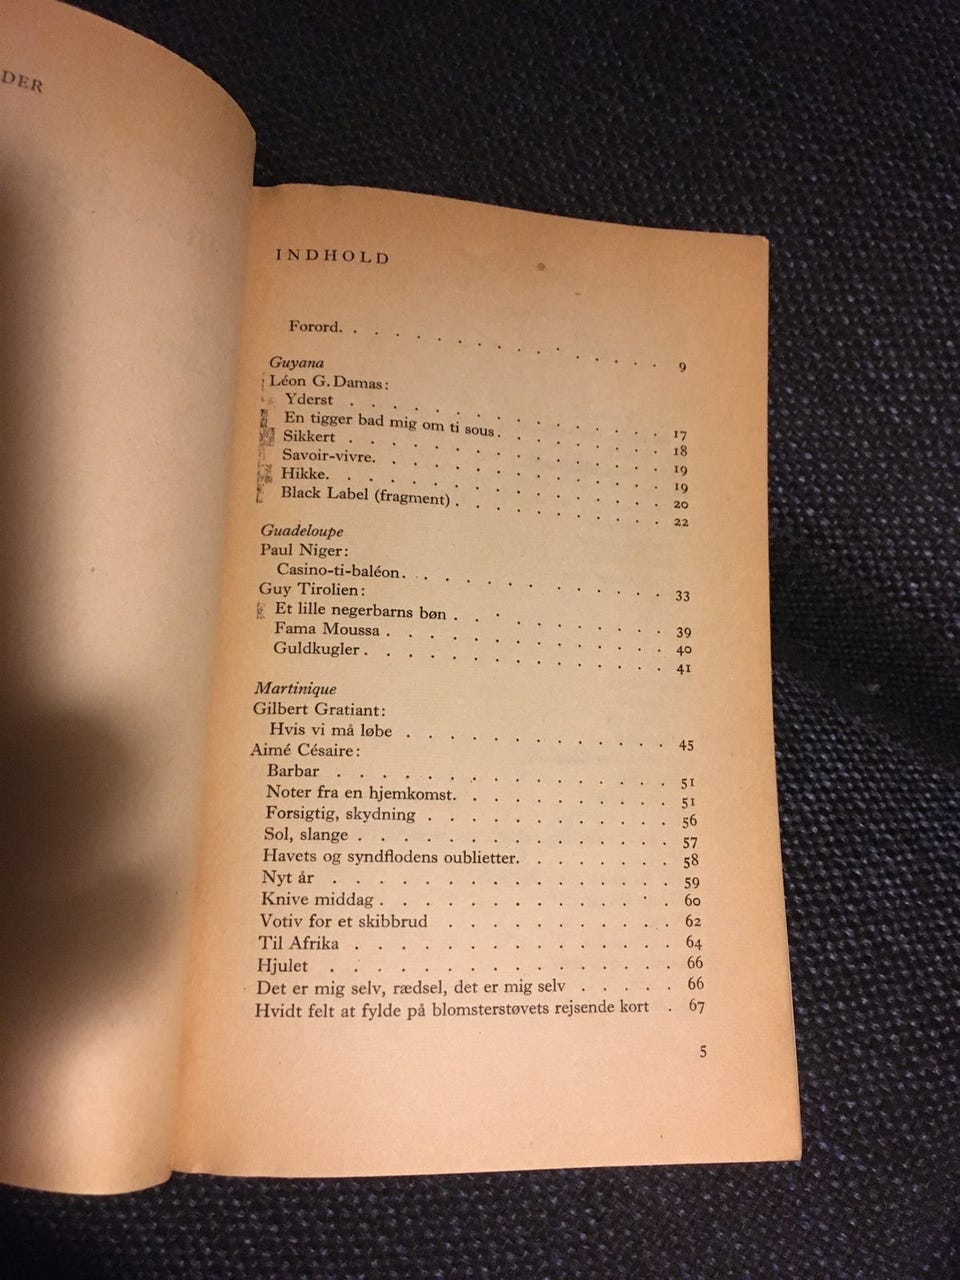 DER
INDHOLD
Forord. . . . . . . . . . . . . . . . 9
Guyana
Léon G. Damas:
Yderst . . . . . . . . . . . . . . . 17
En tigger bad mig om ti sous . . . . . . . . . 18
Sikkert . . . . . . . . . . . . . . . 19
Savoir-vivre. . . . . . . . . . . . . . 19
Hikke. . . . . . . . . . . . . . . . 20
Black Label (fragment) . . . . . . . . . . . 22
Guadeloupe
Paul Niger:
Casino-ti-baléon. . . . . . . . . . . . . 33
Guy Tirolien:
Et lille negerbarns bøn . . . . . . . . . . . 39
Fama Moussa . . . . . . . . . . . . . . 40
Guldkugler . . . . . . . . . . . . . . . 41
Martinique
Gilbert Gratiant:
Hvis vi må løbe . . . . . . . . . . . . . 45
Aimé Césaire:
Barbar . . . . . . . . . . . . . . . 51
Noter fra en hjemkomst. . . . . . . . . . . 51
Forsigtig, skydning . . . . . . . . . . . . 56
Sol, slange . . . . . . . . . . . . . . 57
Havets og syndflodens oublietter. . . . . . . . 58
Nyt år . . . . . . . . . . . . . . . 59
Knive middag . . . . . . . . . . . . . . 60
Votiv for et skibbrud . . . . . . . . . . . 62
Til Afrika . . . . . . . . . . . . . . . 64
Hjulet . . . . . . . . . . . . . . . 66
Det er mig selv, rædsel, det er mig selv . . . . . 66
Hvidt felt at fylde på blomsterstøvets rejsende kort . 67
5